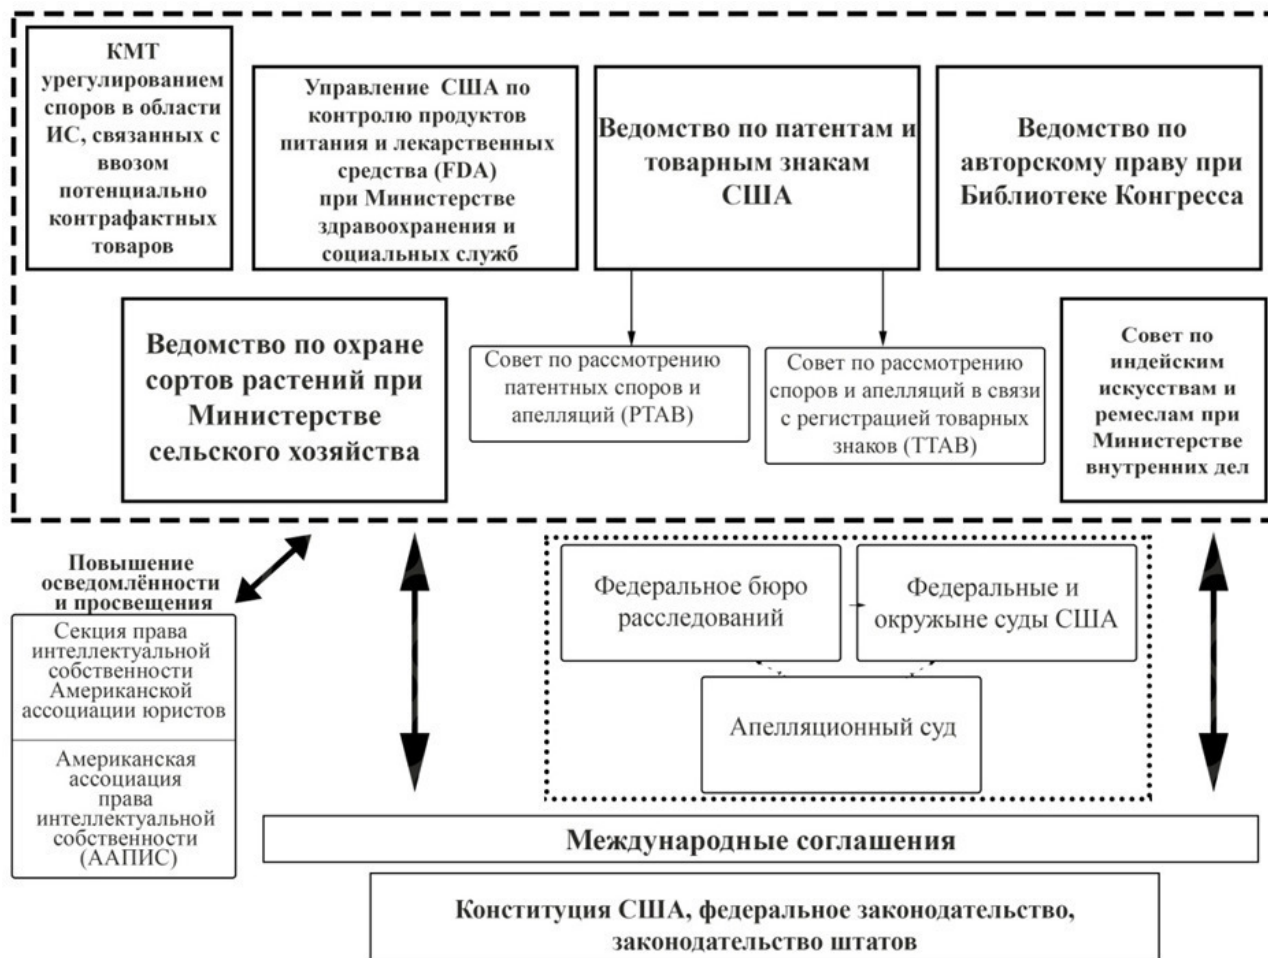 КМТ
урегулированием
споров в области
ИС, связанных с
ввозом
потенциально
контрафактных
товаров
Управление США по
контролю продуктов
питания и лекарственных
средства (FDA)
при Министерстве
здравоохранения и
социальных служб
Ведомство по патентам и
товарным знакам
США
Ведомство по
авторскому праву при
Библиотеке Конгресса
Ведомство по охране
сортов растений при
Министерстве
сельского хозяйства
Совет по рассмотрению
патентных споров и
апелляций (PTAB)
Совет по рассмотрению
споров и апелляций в связи
с регистрацией товарных
знаков (TTAB)
Совет по
индейским
искусствам и
ремеслам при
Министерстве
внутренних дел
Повышение
осведомлённости
и просвещения
Секция права
интеллектуальной
собственности
Американской
ассоциации юристов
Американская
ассоциация
права
интеллектуальной
собственности
(ААПИС)
Федеральное бюро
расследований
Федеральные и
окружыне суды США
Апелляционный суд
Международные соглашения
Конституция США, федеральное законодательство,
законодательство штатов